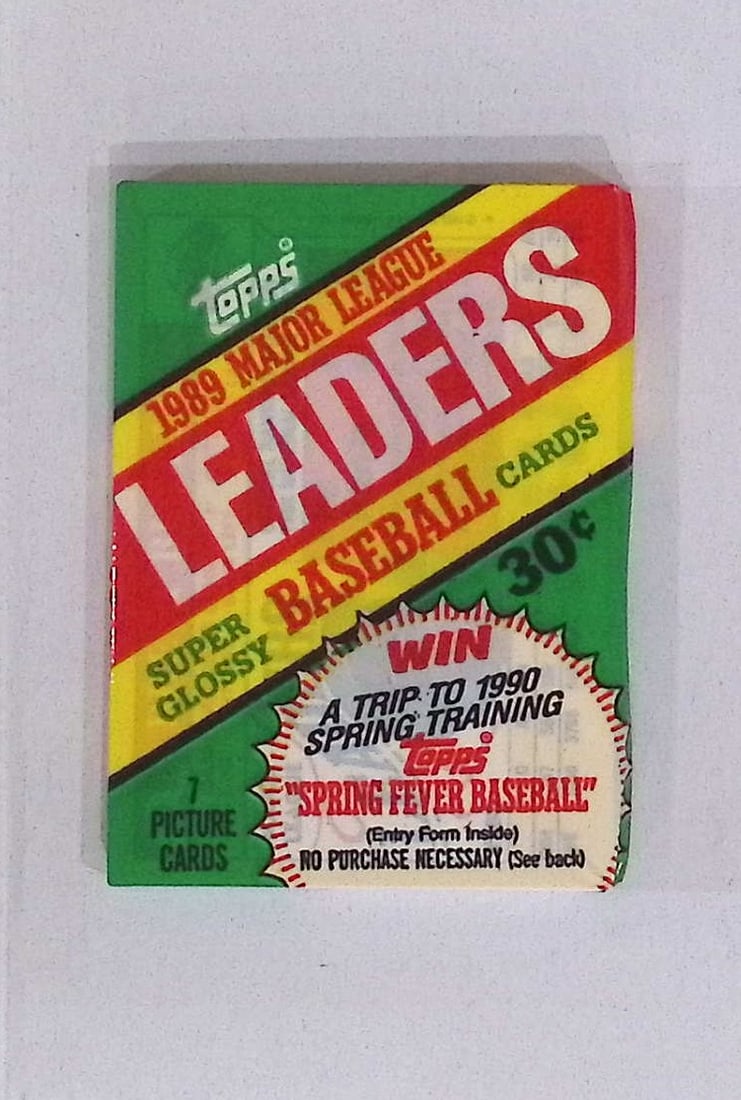 Topps®
1989 MAJOR LEAGUE
LEADERS
SUPER
GLOSSY
BASEBALL CARDS
30¢
WIN
A TRIP TO 1990
SPRING TRAINING
Topps®
"SPRING FEVER BASEBALL"
(Entry Form Inside)
NO PURCHASE NECESSARY (See back)
7
PICTURE
CARDS